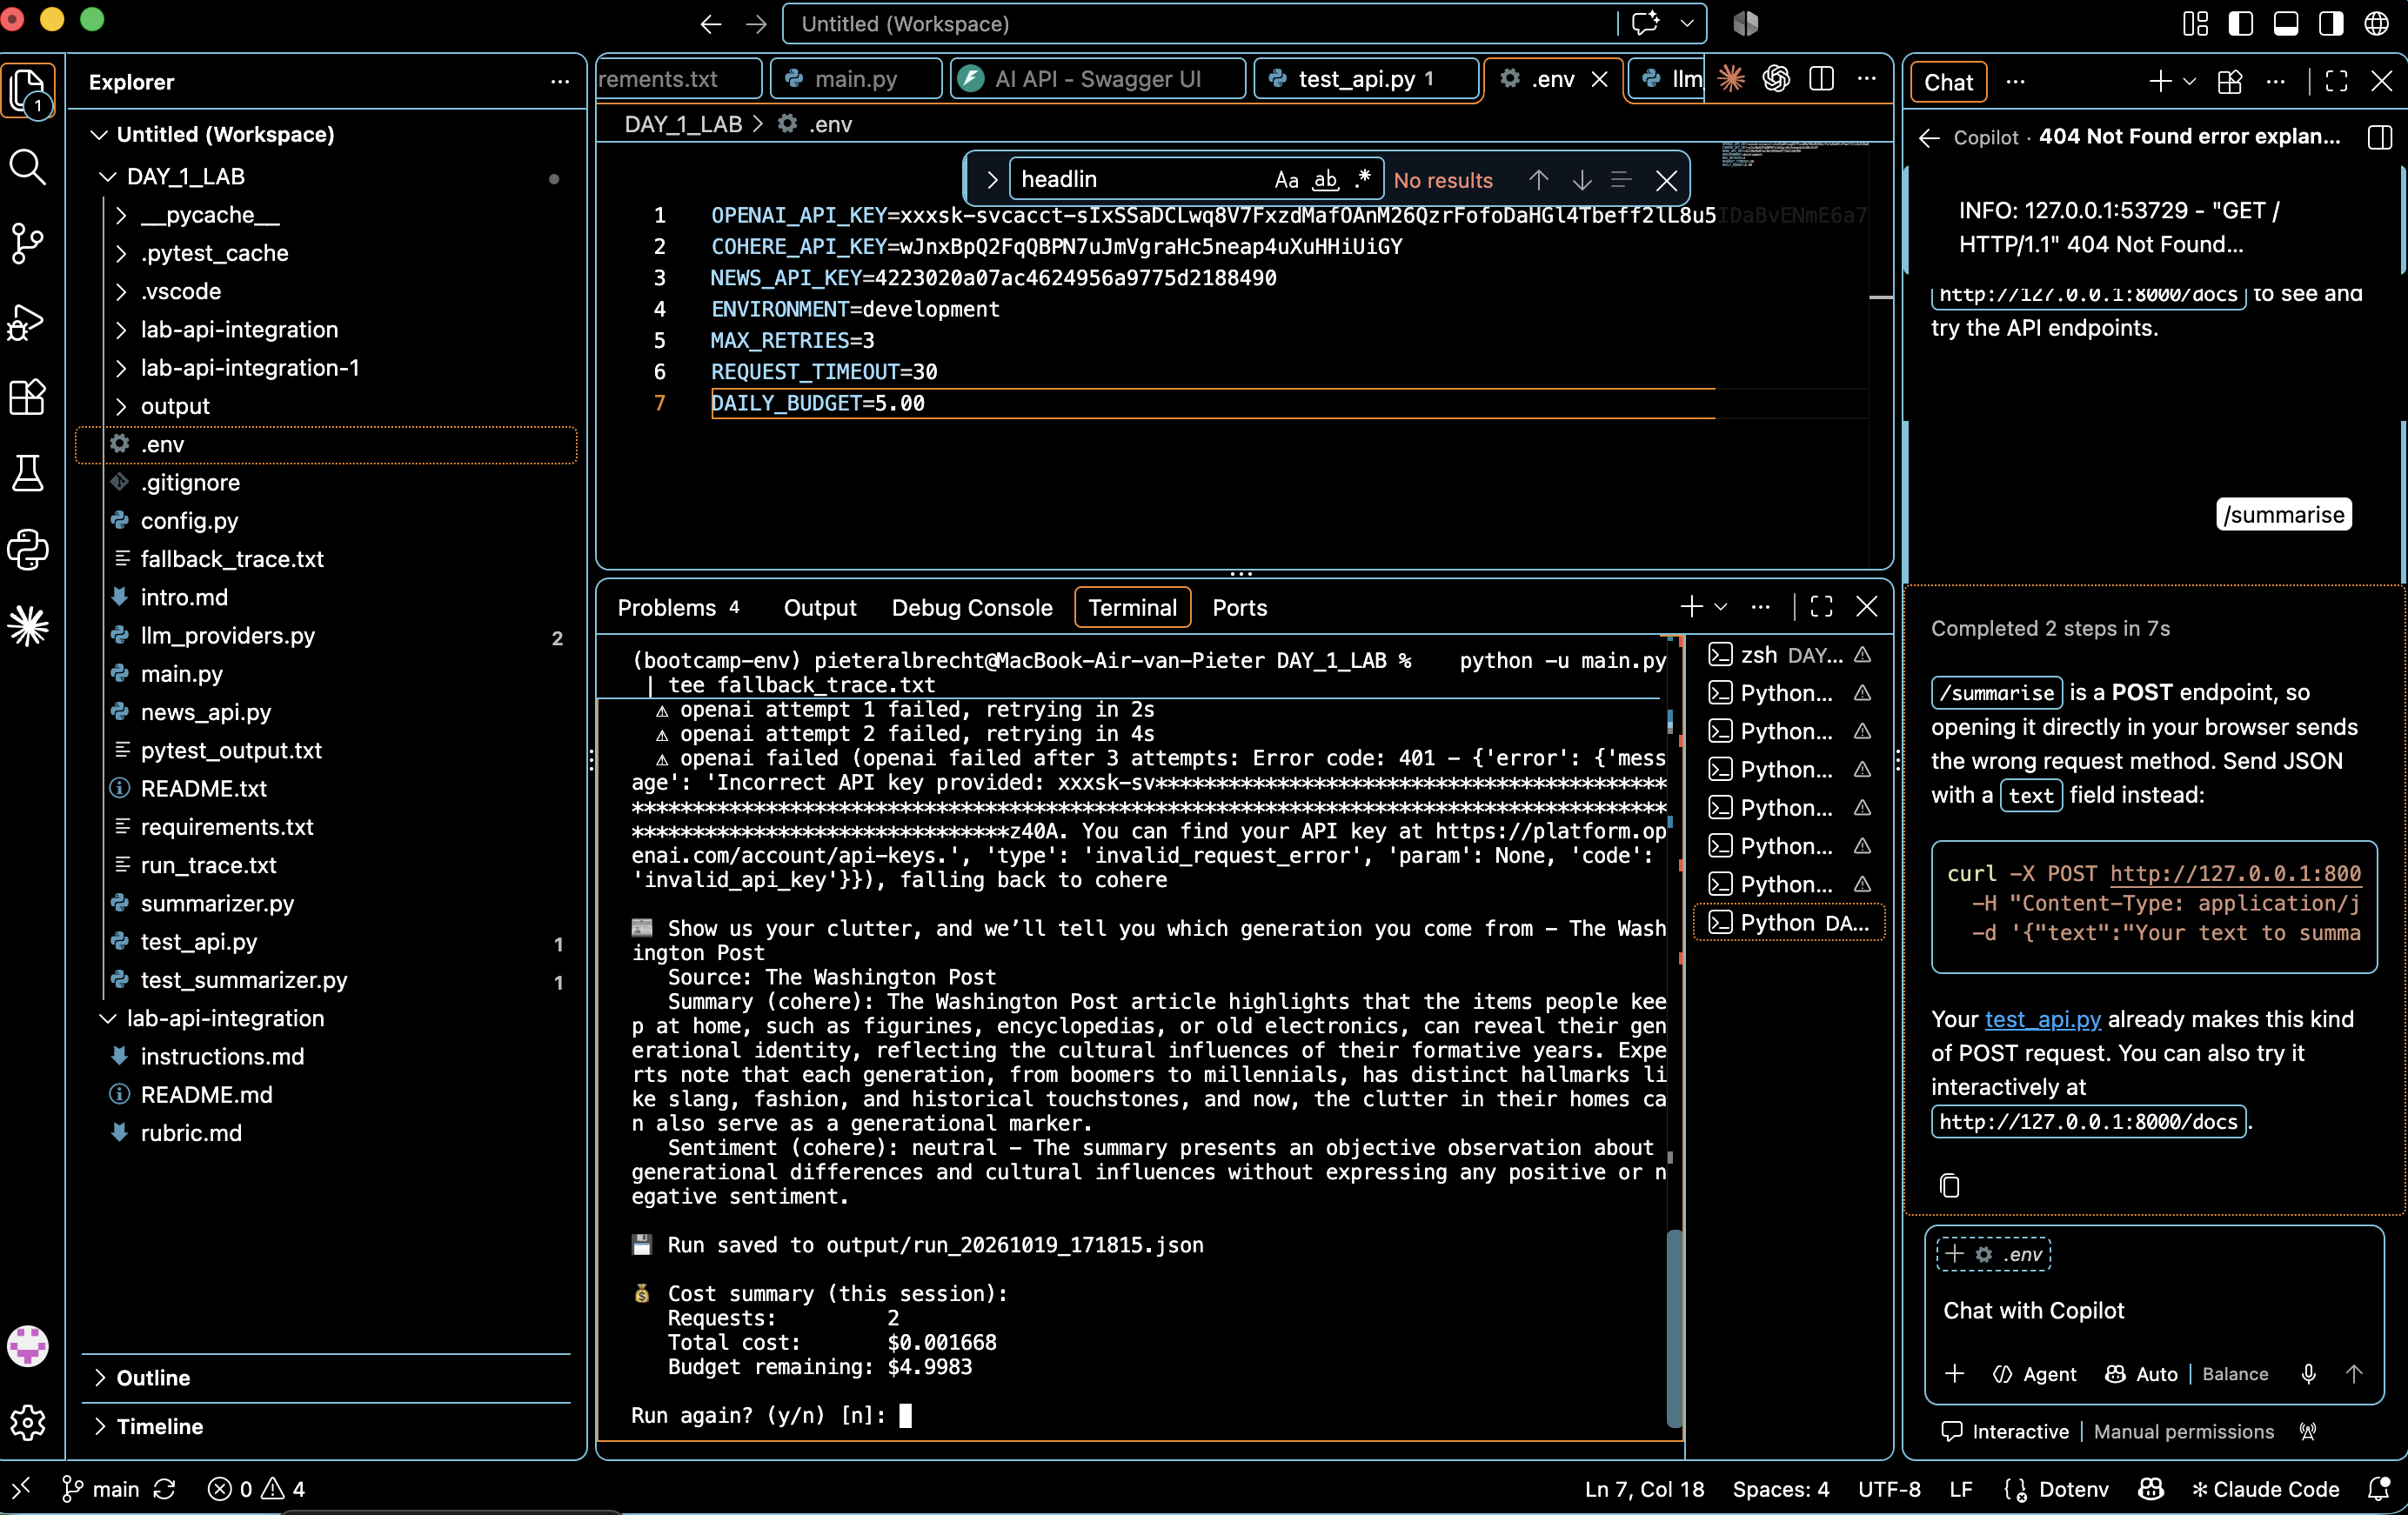 Untitled (Workspace)
Explorer
1
Untitled (Workspace)
DAY_1_LAB
__pycache__
.pytest_cache
.vscode
lab-api-integration
lab-api-integration-1
output
.env
.gitignore
config.py
fallback_trace.txt
intro.md
llm_providers.py 2
main.py
news_api.py
pytest_output.txt
README.txt
requirements.txt
run_trace.txt
summarizer.py
test_api.py 1
test_summarizer.py 1
lab-api-integration
instructions.md
README.md
rubric.md
Outline
Timeline
rements.txt main.py AI API - Swagger UI test_api.py 1 .env llm
DAY_1_LAB > .env
headlin Aa ab .* No results
1 OPENAI_API_KEY=xxxsk-svcacct-sIxSSaDCLwq8V7FxzdMafOAnM26QzrFofoDaHGl4Tbeff2lL8u5IDaBvENmE6a7
2 COHERE_API_KEY=wJnxBpQ2FqQBPN7uJmVgraHc5neap4uXuHHiUiGY
3 NEWS_API_KEY=4223020a07ac4624956a9775d2188490
4 ENVIRONMENT=development
5 MAX_RETRIES=3
6 REQUEST_TIMEOUT=30
7 DAILY_BUDGET=5.00
Problems 4 Output Debug Console Terminal Ports
(bootcamp-env) pieteralbrecht@MacBook-Air-van-Pieter DAY_1_LAB % python -u main.py
| tee fallback_trace.txt
⚠ openai attempt 1 failed, retrying in 2s
⚠ openai attempt 2 failed, retrying in 4s
⚠ openai failed (openai failed after 3 attempts: Error code: 401 - {'error': {'mess
age': 'Incorrect API key provided: xxxsk-sv******************************************
*************************************************************************************
*******************************z40A. You can find your API key at https://platform.op
enai.com/account/api-keys.', 'type': 'invalid_request_error', 'param': None, 'code':
'invalid_api_key'}}), falling back to cohere
📰 Show us your clutter, and we’ll tell you which generation you come from - The Wash
ington Post
Source: The Washington Post
Summary (cohere): The Washington Post article highlights that the items people kee
p at home, such as figurines, encyclopedias, or old electronics, can reveal their gen
erational identity, reflecting the cultural influences of their formative years. Expe
rts note that each generation, from boomers to millennials, has distinct hallmarks li
ke slang, fashion, and historical touchstones, and now, the clutter in their homes ca
n also serve as a generational marker.
Sentiment (cohere): neutral - The summary presents an objective observation about
generational differences and cultural influences without expressing any positive or n
egative sentiment.
💾 Run saved to output/run_20261019_171815.json
💰 Cost summary (this session):
Requests: 2
Total cost: $0.001668
Budget remaining: $4.9983
Run again? (y/n) [n]:
zsh DAY...
Python...
Python...
Python...
Python...
Python...
Python...
Python DA...
Chat
Copilot · 404 Not Found error explan...
INFO: 127.0.0.1:53729 - "GET /
HTTP/1.1" 404 Not Found...
http://127.0.0.1:8000/docs to see and
try the API endpoints.
/summarise
Completed 2 steps in 7s
/summarise is a POST endpoint, so
opening it directly in your browser sends
the wrong request method. Send JSON
with a text field instead:
curl -X POST http://127.0.0.1:800
-H "Content-Type: application/j
-d '{"text":"Your text to summa
Your test_api.py already makes this kind
of POST request. You can also try it
interactively at
http://127.0.0.1:8000/docs.
.env
Chat with Copilot
Agent Auto Balance
Interactive Manual permissions
main 0 4 Ln 7, Col 18 Spaces: 4 UTF-8 LF Dotenv Claude Code